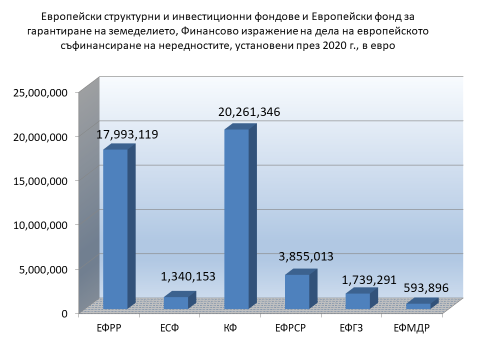 Европейски структурни и инвестиционни фондове и Европейски фонд за
гарантиране на земеделието, Финансово изражение на дела на европейското
съфинансиране на нередностите, установени през 2020 г., в евро
25,000,000
20,000,000
15,000,000
10,000,000
5,000,000
0
17,993,119
1,340,153
20,261,346
3,855,013
1,739,291
593,896
ЕФРР
ЕСФ
КФ
ЕФРСР
ЕФГЗ
ЕФМДР